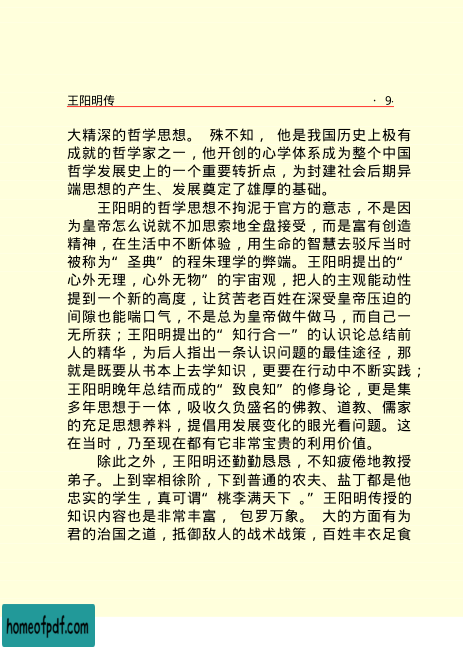 王阳明传 · 9·
大精深的哲学思想。 殊不知， 他是我国历史上极有
成就的哲学家之一，他开创的心学体系成为整个中国
哲学发展史上的一个重要转折点，为封建社会后期异
端思想的产生、发展奠定了雄厚的基础。
王阳明的哲学思想不拘泥于官方的意志，不是因
为皇帝怎么说就不加思索地全盘接受，而是富有创造
精神，在生活中不断体验，用生命的智慧去驳斥当时
被称为“ 圣典” 的程朱理学的弊端。王阳明提出的“
心外无理，心外无物” 的宇宙观，把人的主观能动性
提到一个新的高度，让贫苦老百姓在深受皇帝压迫的
间隙也能喘口气，不是总为皇帝做牛做马，而自己一
无所获；王阳明提出的“ 知行合一” 的认识论总结前
人的精华，为后人指出一条认识问题的最佳途径，那
就是既要从书本上去学知识，更要在行动中不断实践；
王阳明晚年总结而成的“ 致良知” 的修身论，更是集
多年思想于一体，吸收久负盛名的佛教、道教、儒家
的充足思想养料，提倡用发展变化的眼光看问题。这
在当时，乃至现在都有它非常宝贵的利用价值。
除此之外，王阳明还勤勤恳恳，不知疲倦地教授
弟子。上到宰相徐阶，下到普通的农夫、盐丁都是他
忠实的学生，真可谓“ 桃李满天下 。” 王阳明传授的
知识内容也是非常丰富， 包罗万象。 大的方面有为
君的治国之道，抵御敌人的战术战策，百姓丰衣足食
homeofpdf.com